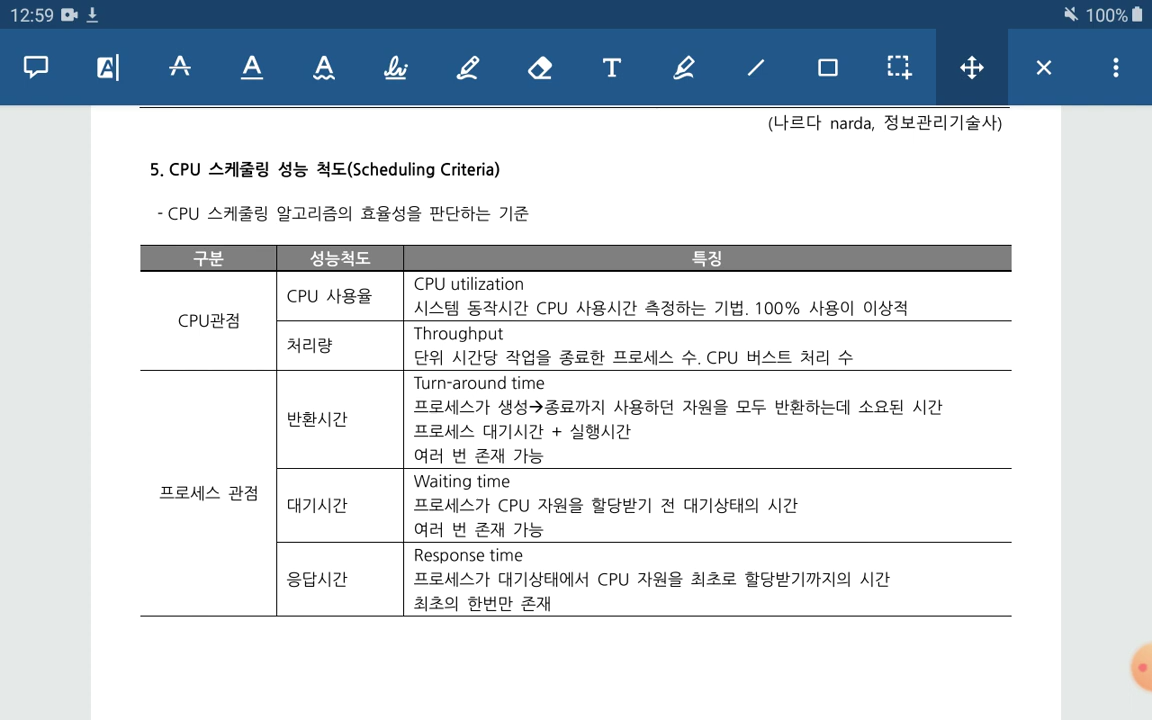 12:59
100%
(나르다 narda, 정보관리기술사)
5. CPU 스케줄링 성능 척도(Scheduling Criteria)
- CPU 스케줄링 알고리즘의 효율성을 판단하는 기준
구분 성능척도 특징
CPU관점
CPU 사용율
CPU utilization
시스템 동작시간 CPU 사용시간 측정하는 기법. 100% 사용이 이상적
처리량
Throughput
단위 시간당 작업을 종료한 프로세스 수. CPU 버스트 처리 수
프로세스 관점
반환시간
Turn-around time
프로세스가 생성→종료까지 사용하던 자원을 모두 반환하는데 소요된 시간
프로세스 대기시간 + 실행시간
여러 번 존재 가능
대기시간
Waiting time
프로세스가 CPU 자원을 할당받기 전 대기상태의 시간
여러 번 존재 가능
응답시간
Response time
프로세스가 대기상태에서 CPU 자원을 최초로 할당받기까지의 시간
최초의 한번만 존재